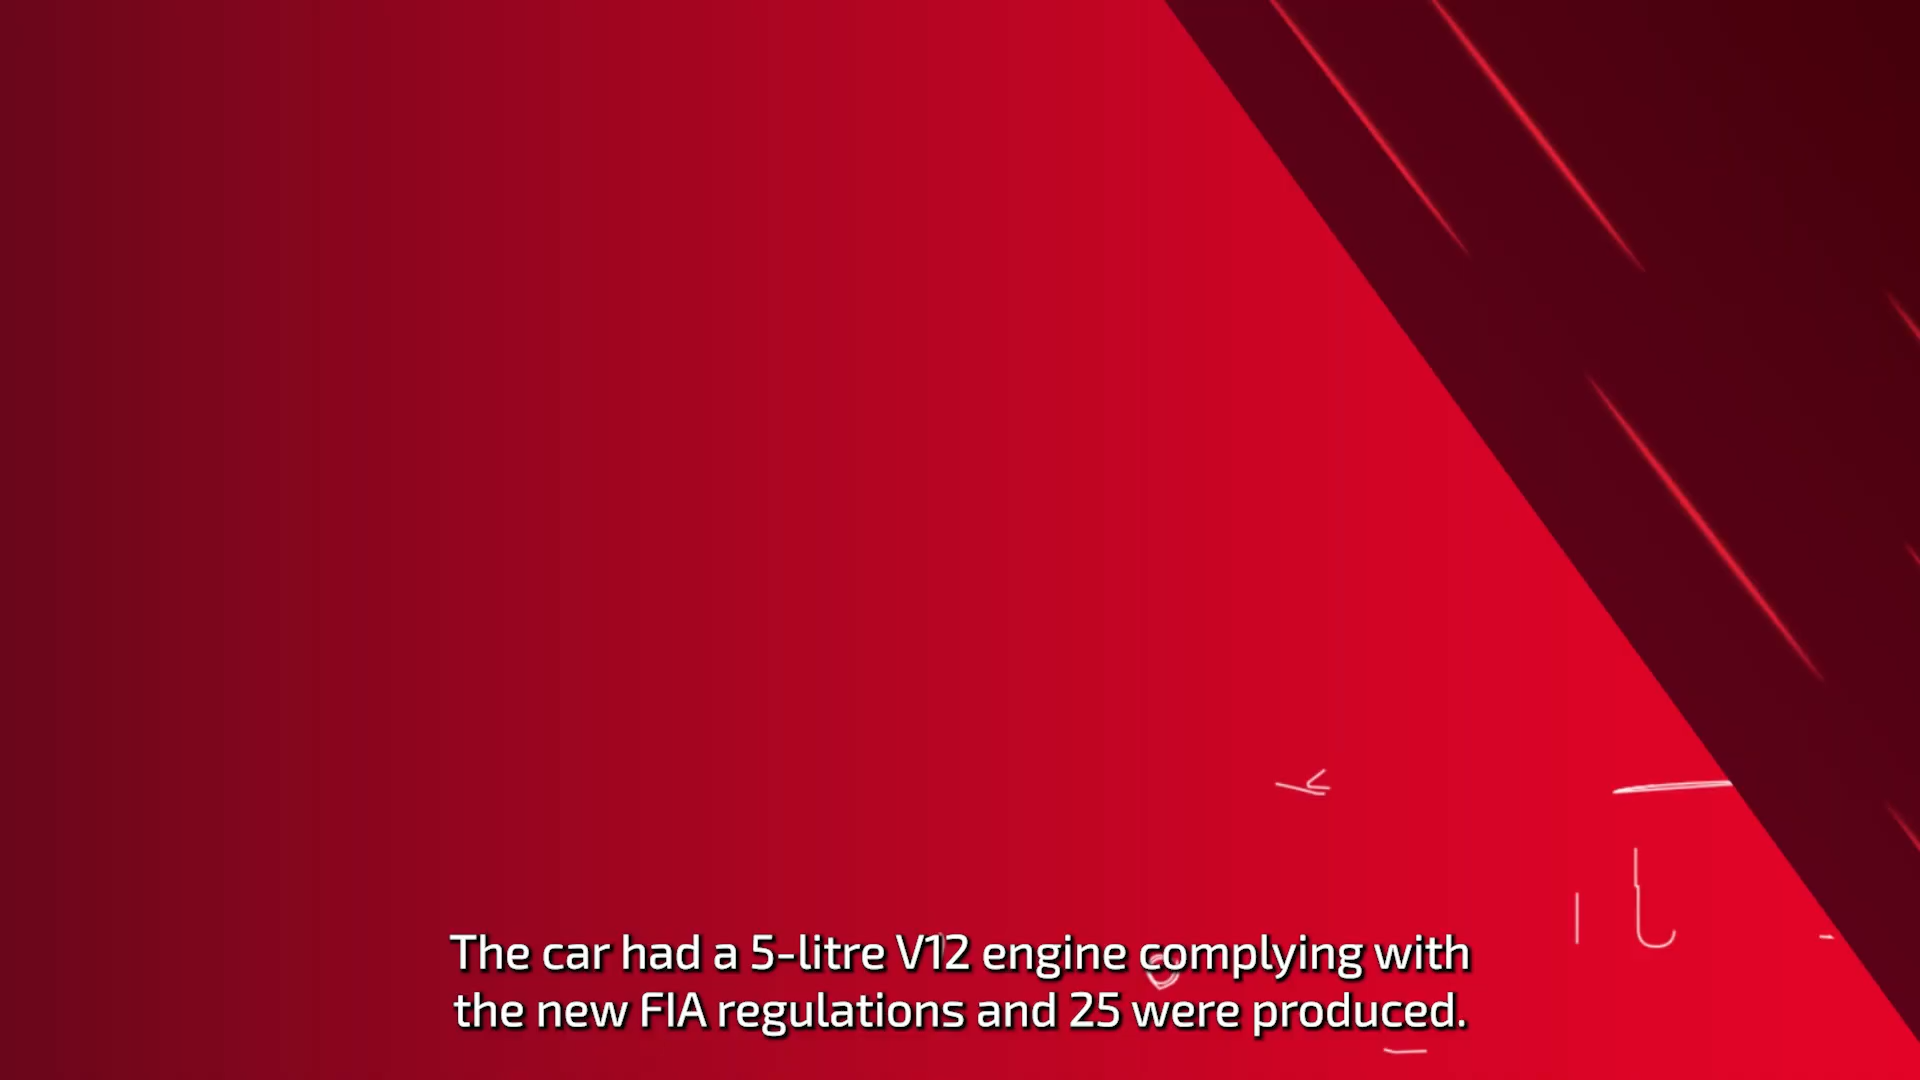 The car had a 5-litre V12 engine complying with
the new FIA regulations and 25 were produced.